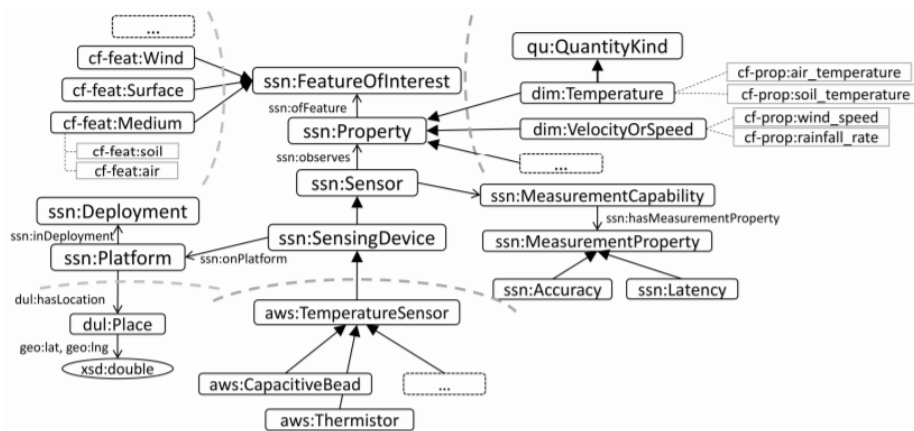 ...
cf-feat:Wind
cf-feat:Surface
cf-feat:Medium
cf-feat:soil
cf-feat:air
ssn:FeatureOfInterest
ssn:ofFeature
ssn:Property
ssn:observes
ssn:Sensor
ssn:SensingDevice
qu:QuantityKind
dim:Temperature
cf-prop:air_temperature
cf-prop:soil_temperature
dim:VelocityOrSpeed
cf-prop:wind_speed
cf-prop:rainfall_rate
...
ssn:MeasurementCapability
ssn:hasMeasurementProperty
ssn:MeasurementProperty
ssn:Accuracy
ssn:Latency
ssn:Deployment
ssn:inDeployment
ssn:Platform
ssn:onPlatform
dul:hasLocation
dul:Place
geo:lat, geo:lng
xsd:double
aws:TemperatureSensor
aws:CapacitiveBead
...
aws:Thermistor